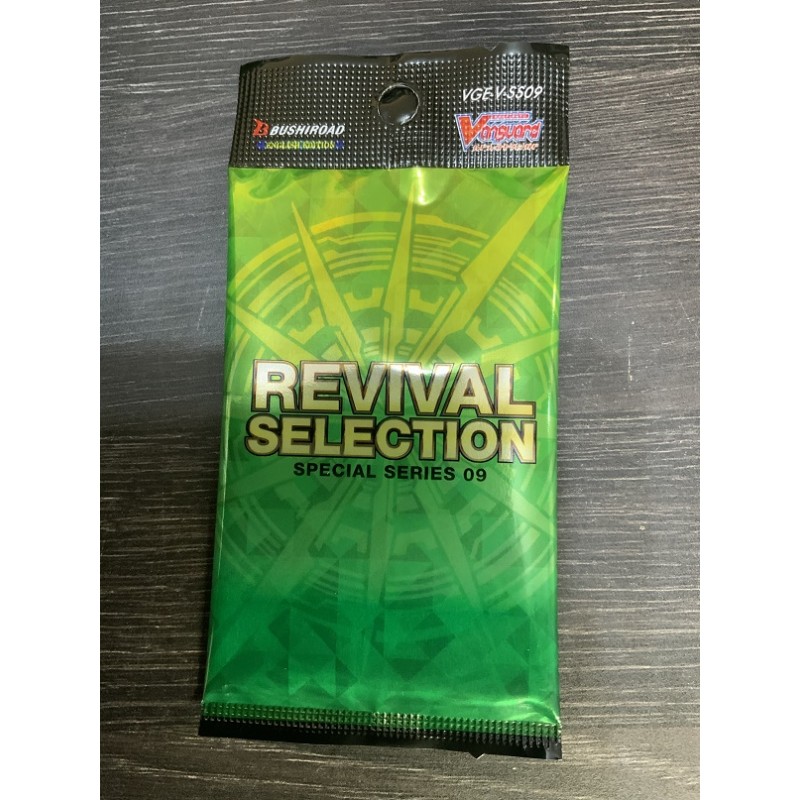 VGE-V-SS09
BUSHIROAD
ENGLISH EDITION
Vanguard
REVIVAL
SELECTION
SPECIAL SERIES 09